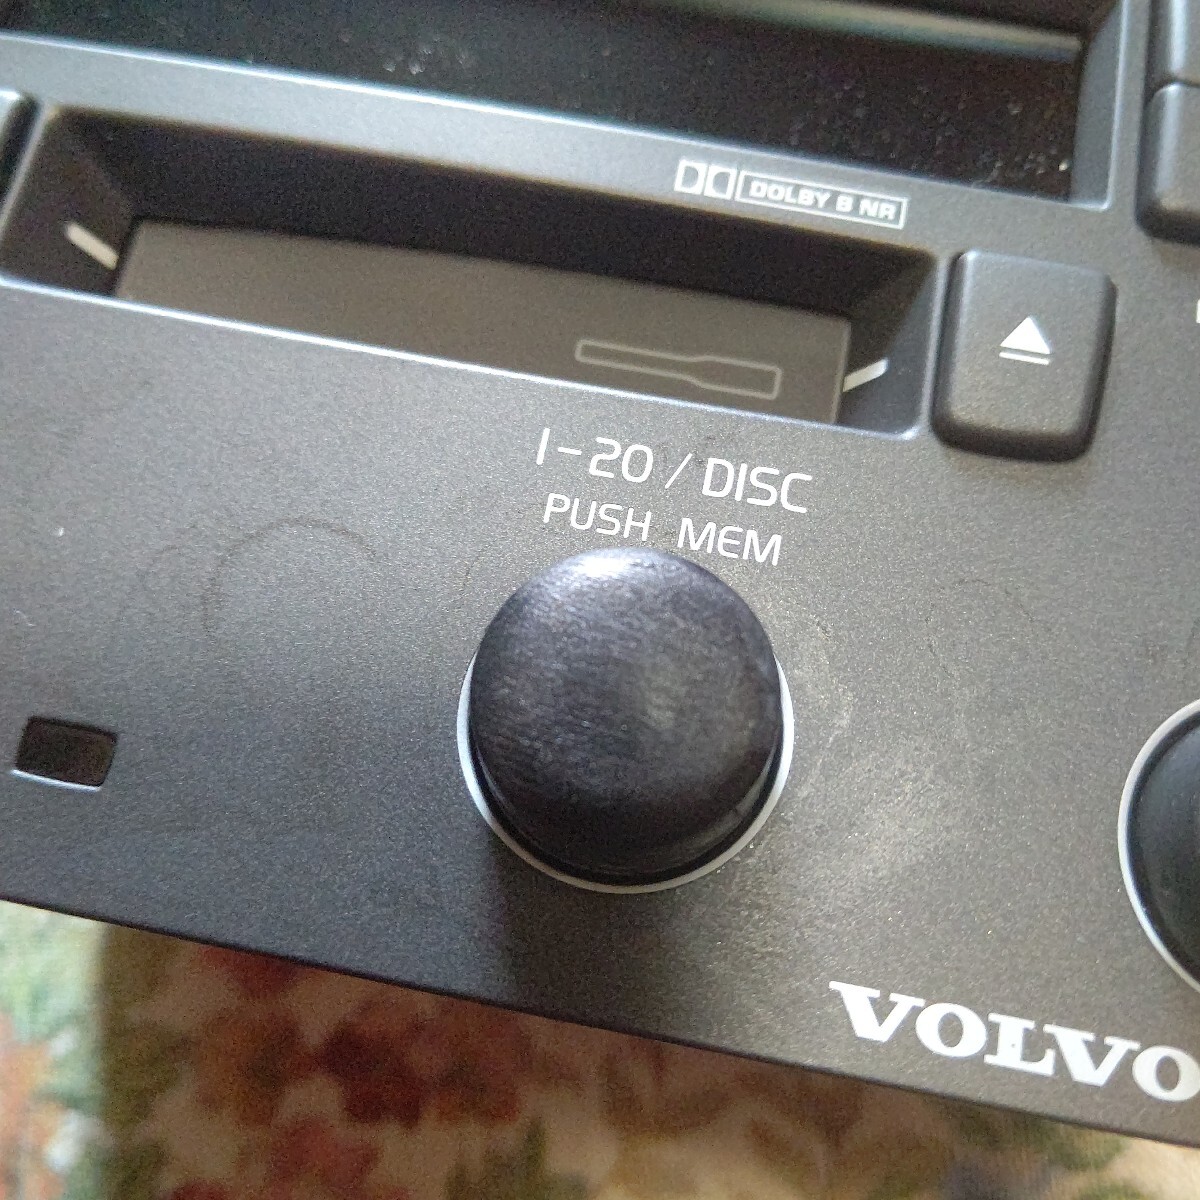 DOLBY B NR
1-20 / DISC
PUSH MEM
VOLVO